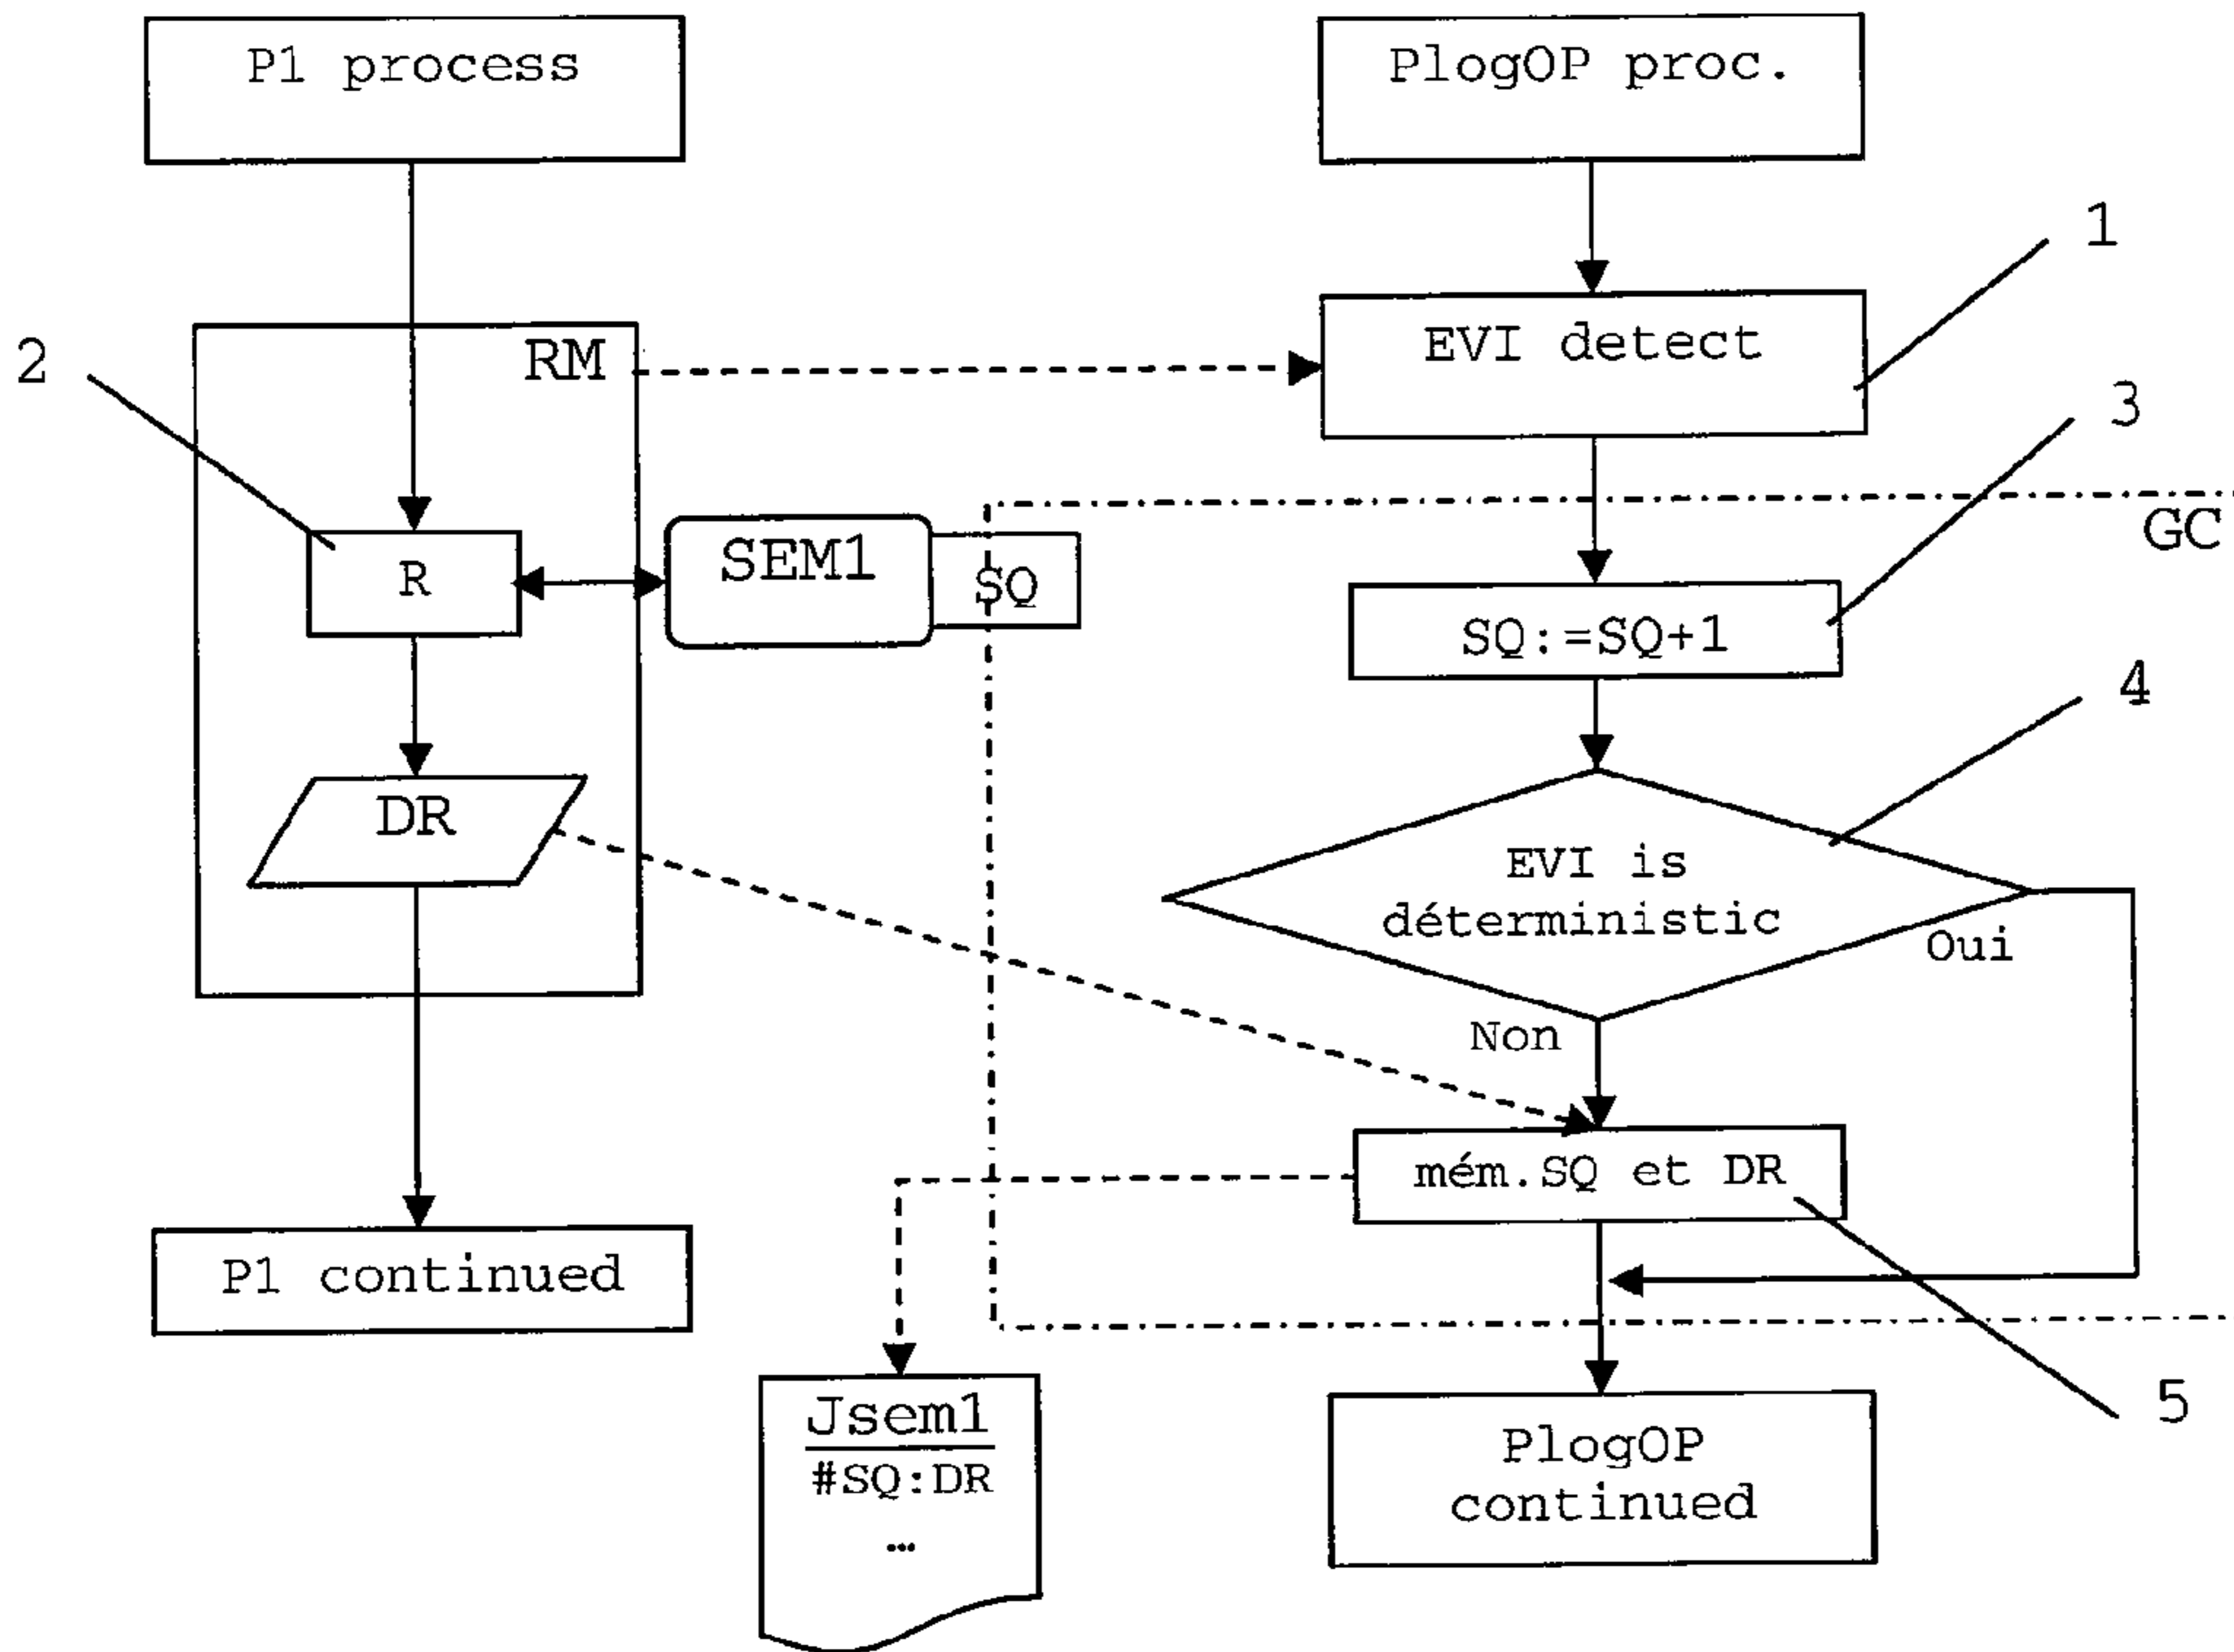 P1 process
PlogOP proc.
1
EVI detect
RM
2
3
GC
SEM1
SQ
R
SQ:=SQ+1
4
DR
EVI is
déterministic
Oui
Non
mém.SQ et DR
P1 continued
5
Jsem1
#SQ:DR
…
PlogOP
continued